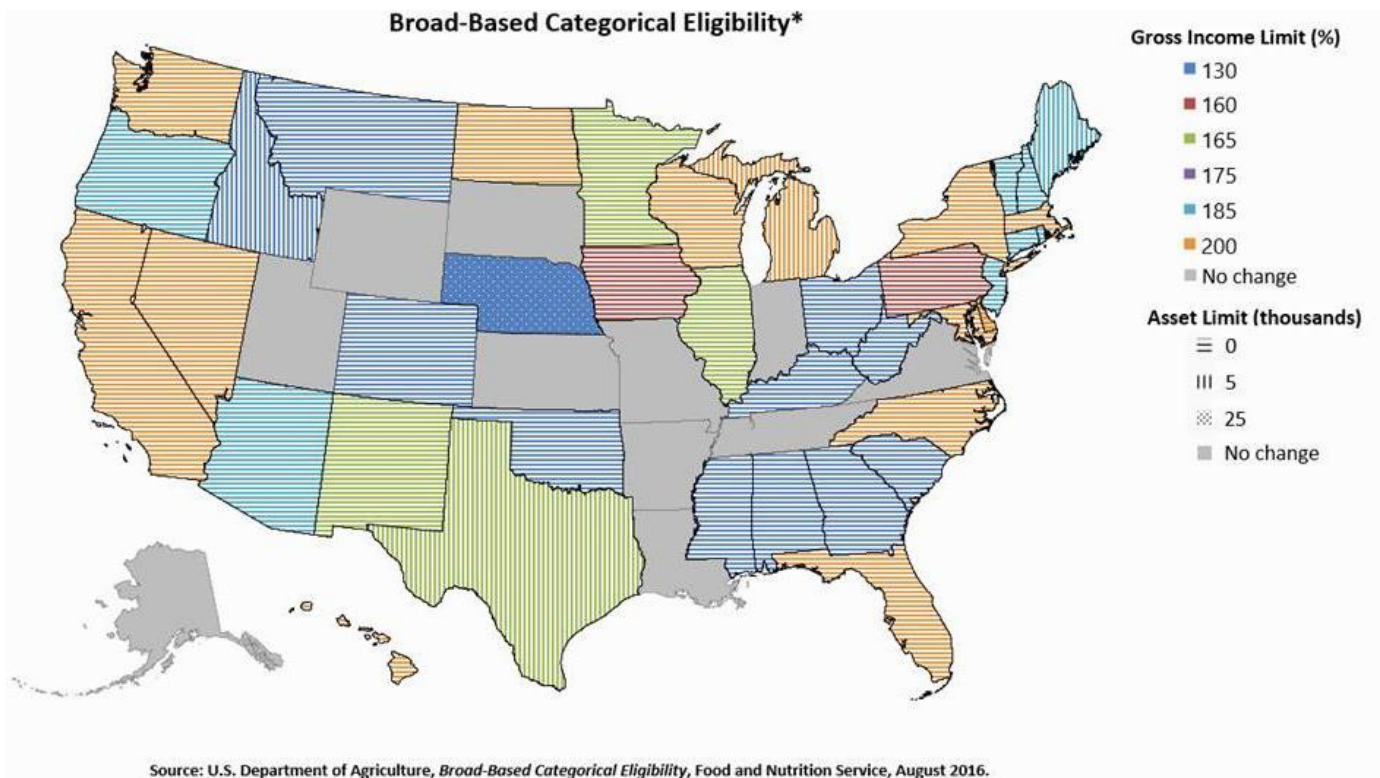 Broad-Based Categorical Eligibility*
Gross Income Limit (%)
130
160
165
175
185
200
No change
Asset Limit (thousands)
0
5
25
No change
Source: U.S. Department of Agriculture, Broad-Based Categorical Eligibility, Food and Nutrition Service, August 2016.